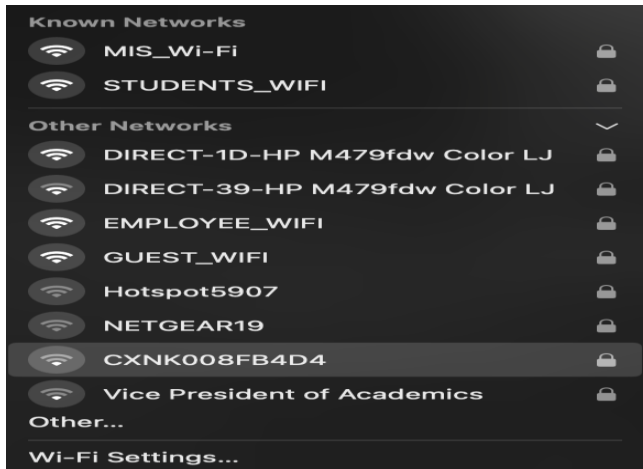 Known Networks
MIS_Wi-Fi
STUDENTS_WIFI
Other Networks
DIRECT-1D-HP M479fdw Color LJ
DIRECT-39-HP M479fdw Color LJ
EMPLOYEE_WIFI
GUEST_WIFI
Hotspot5907
NETGEAR19
CXNK008FB4D4
Vice President of Academics
Other...
Wi-Fi Settings...